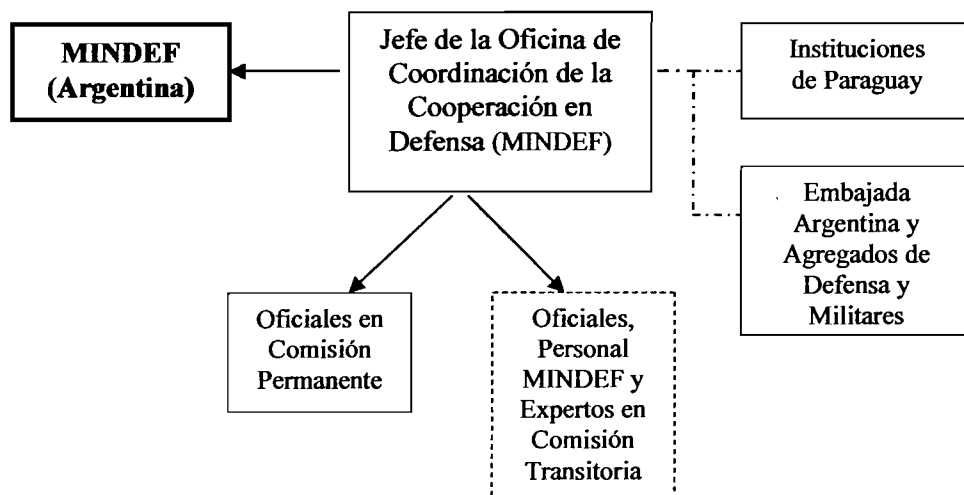 MINDEF
(Argentina)
Jefe de la Oficina de
Coordinación de la
Cooperación en
Defensa (MINDEF)
Instituciones
de Paraguay
Embajada
Argentina y
Agregados de
Defensa y
Militares
Oficiales en
Comisión
Permanente
Oficiales,
Personal
MINDEF y
Expertos en
Comisión
Transitoria